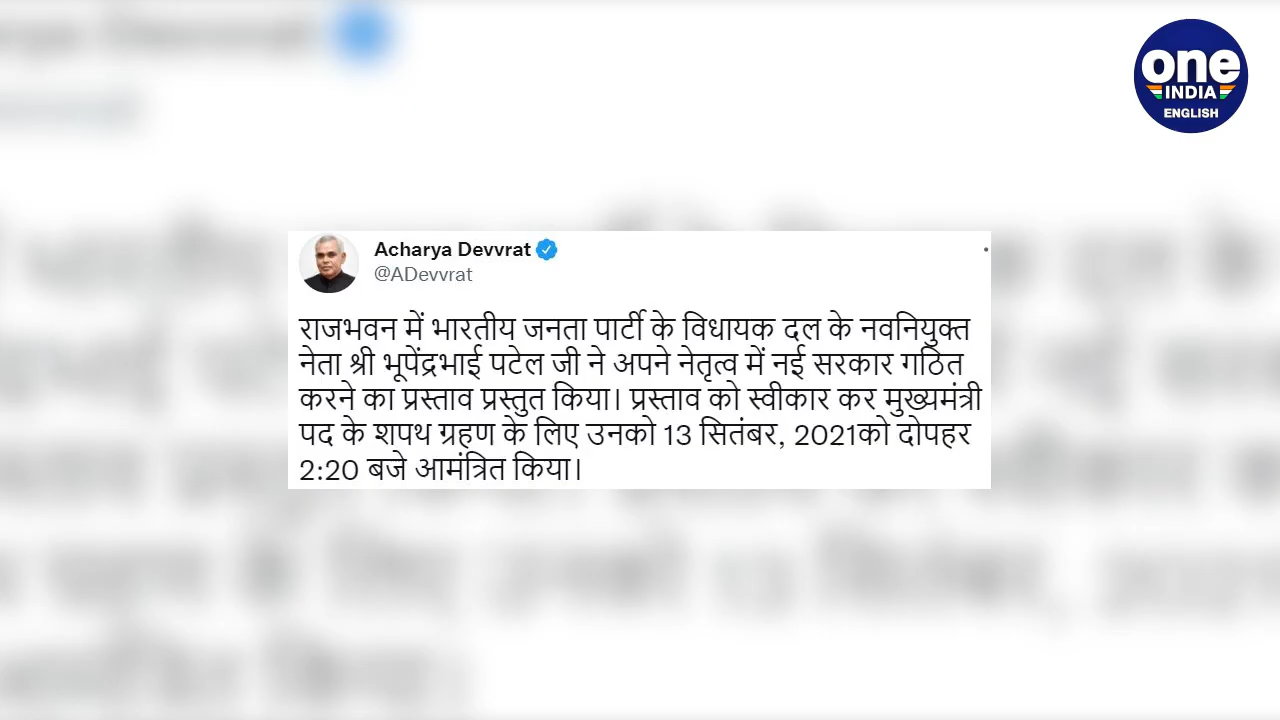 one
INDIA
ENGLISH
Acharya Devvrat
@ADevvrat
राजभवन में भारतीय जनता पार्टी के विधायक दल के नवनियुक्त
नेता श्री भूपेंद्रभाई पटेल जी ने अपने नेतृत्व में नई सरकार गठित
करने का प्रस्ताव प्रस्तुत किया। प्रस्ताव को स्वीकार कर मुख्यमंत्री
पद के शपथ ग्रहण के लिए उनको 13 सितंबर, 2021को दोपहर
2:20 बजे आमंत्रित किया।